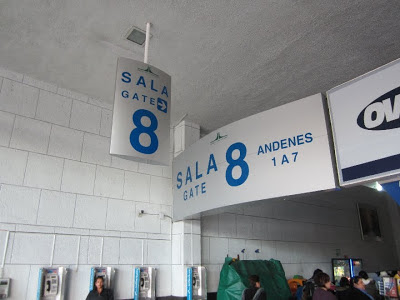 SALA
GATE
8
SALA
GATE
8
ANDENES
1 A 7